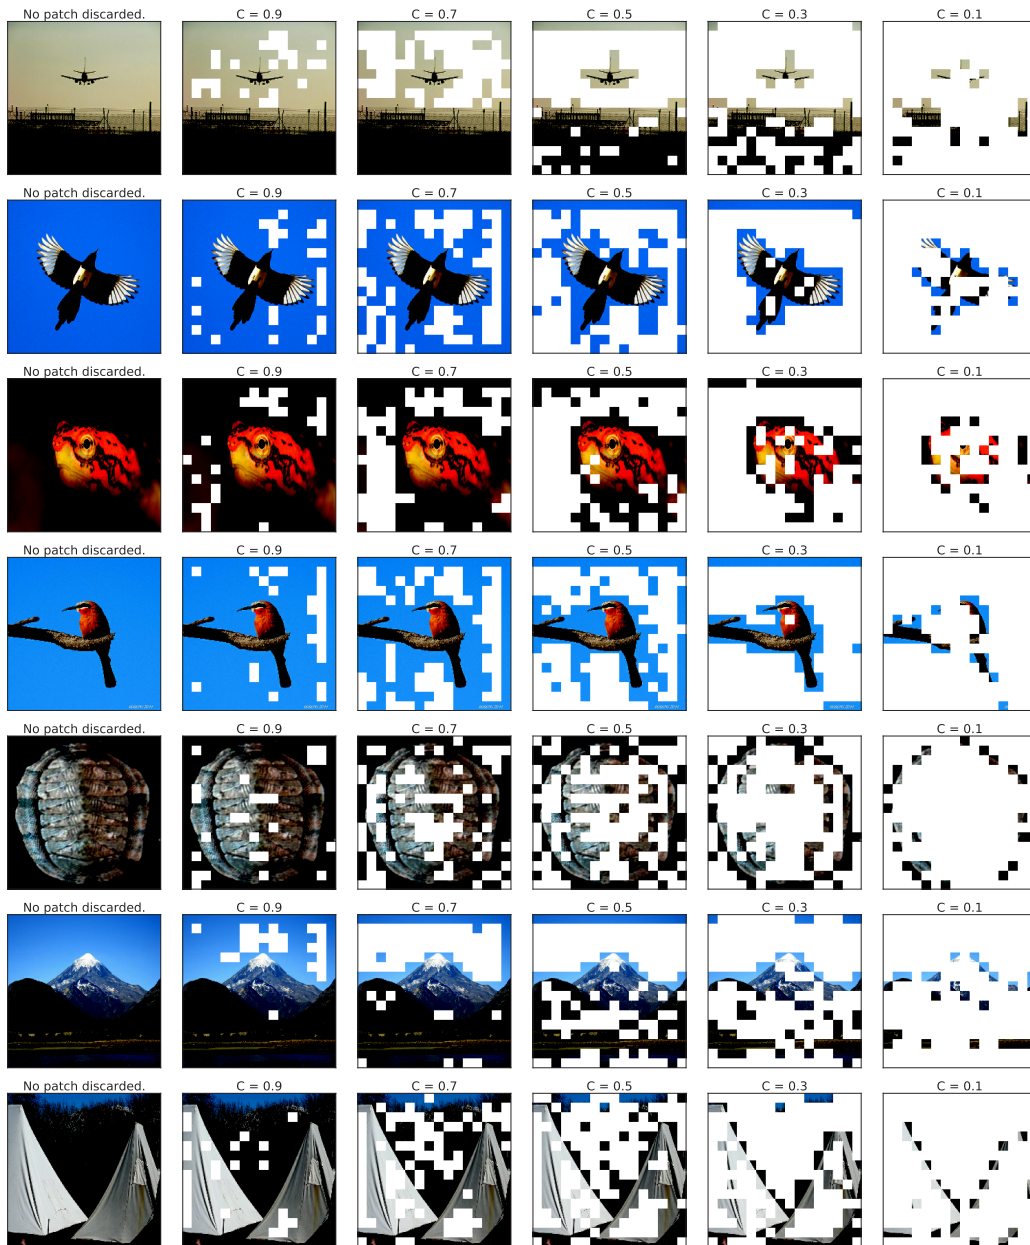 No patch discarded. C = 0.9 C = 0.7 C = 0.5 C = 0.3 C = 0.1
No patch discarded. C = 0.9 C = 0.7 C = 0.5 C = 0.3 C = 0.1
No patch discarded. C = 0.9 C = 0.7 C = 0.5 C = 0.3 C = 0.1
No patch discarded. C = 0.9 C = 0.7 C = 0.5 C = 0.3 C = 0.1
No patch discarded. C = 0.9 C = 0.7 C = 0.5 C = 0.3 C = 0.1
No patch discarded. C = 0.9 C = 0.7 C = 0.5 C = 0.3 C = 0.1
No patch discarded. C = 0.9 C = 0.7 C = 0.5 C = 0.3 C = 0.1